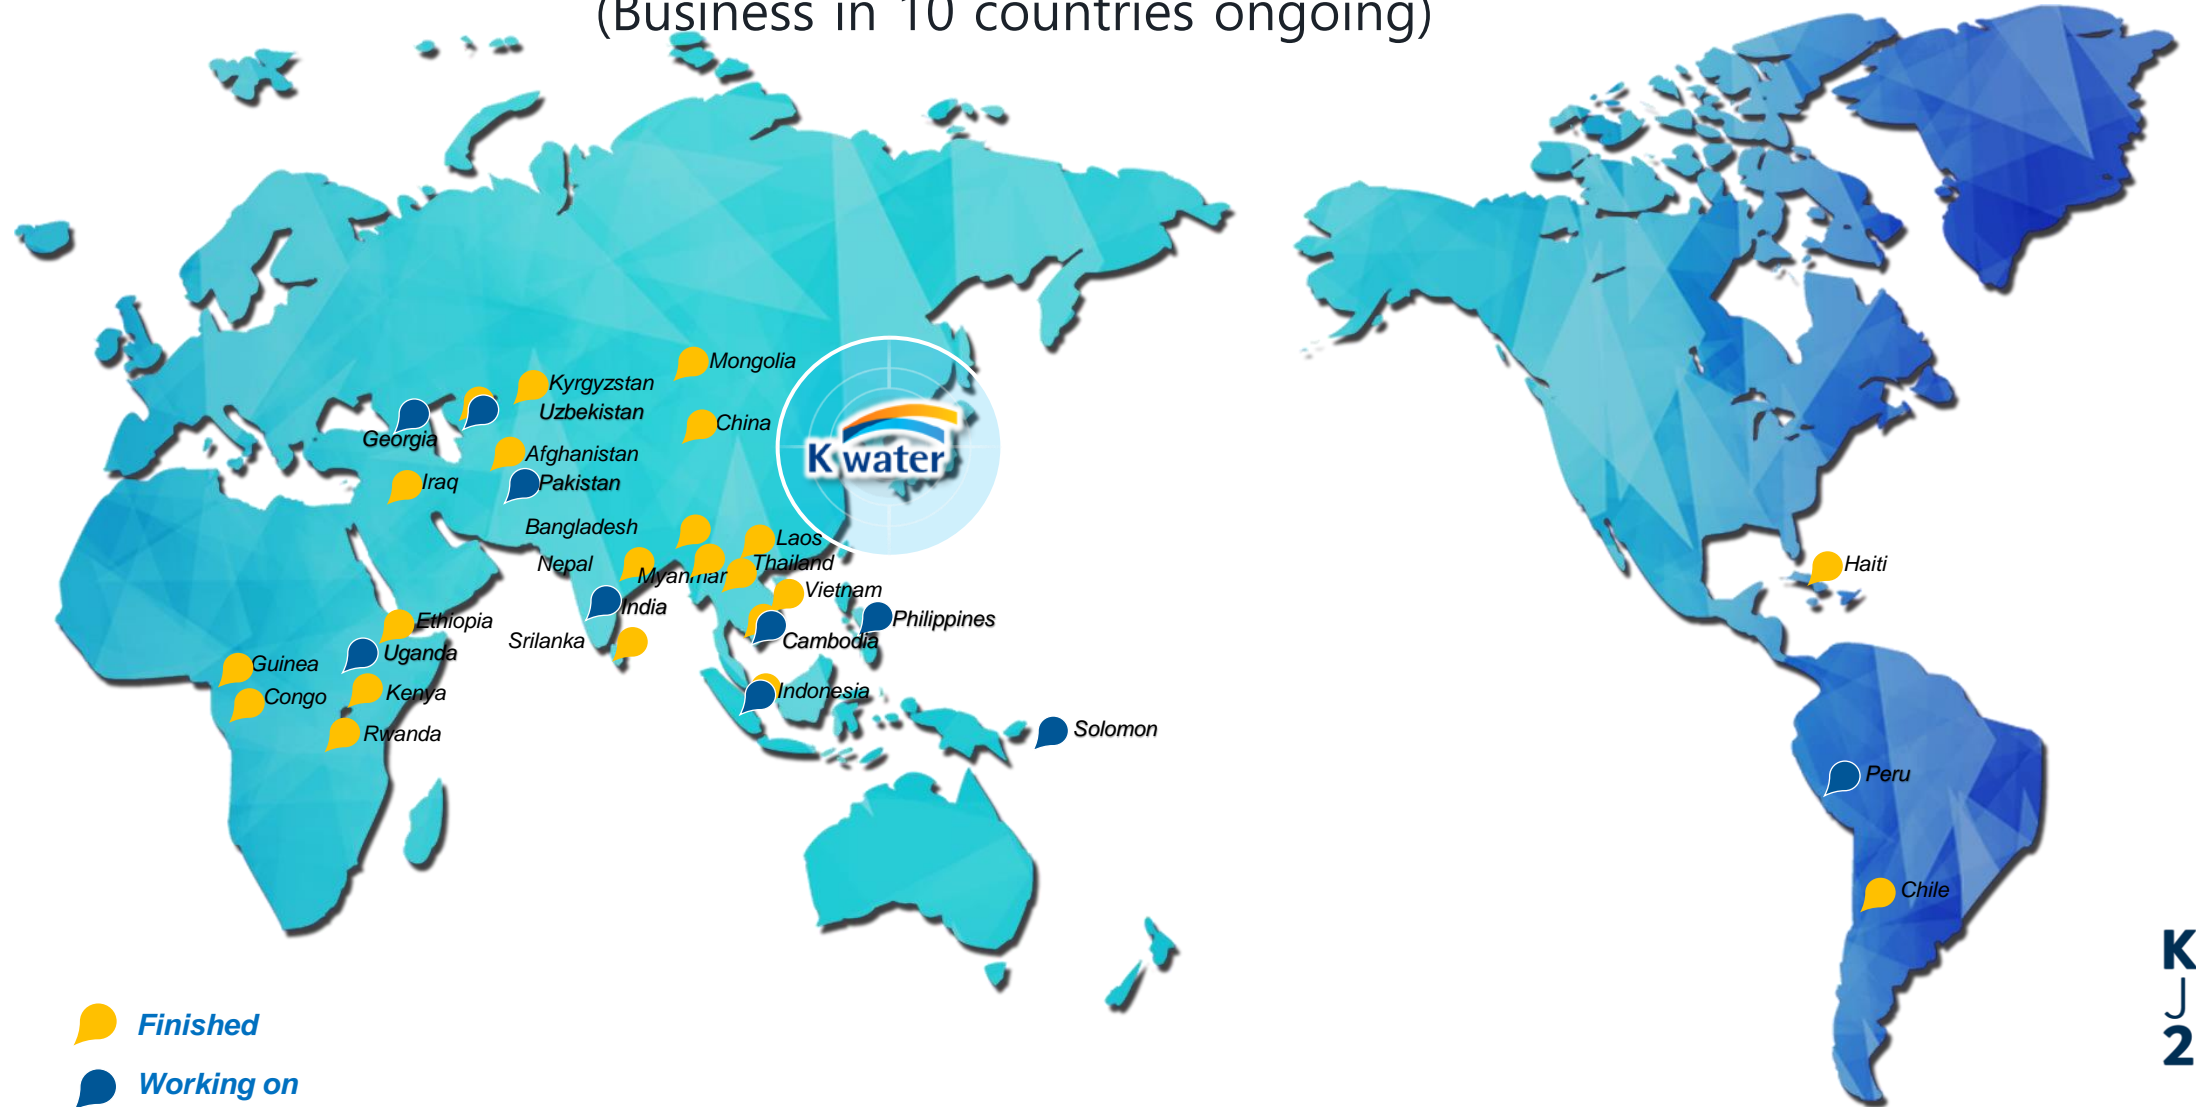 (Business in 10 countries ongoing)
Mongolia
Kyrgyzstan
Uzbekistan
China
Georgia
Afghanistan
Iraq
Pakistan
K water
Bangladesh
Laos
Nepal
Myanmar
Thailand
Vietnam
India
Philippines
Srilanka
Cambodia
Ethiopia
Uganda
Guinea
Kenya
Congo
Rwanda
Indonesia
Solomon
Haiti
Peru
Chile
Finished
Working on
K
J
2